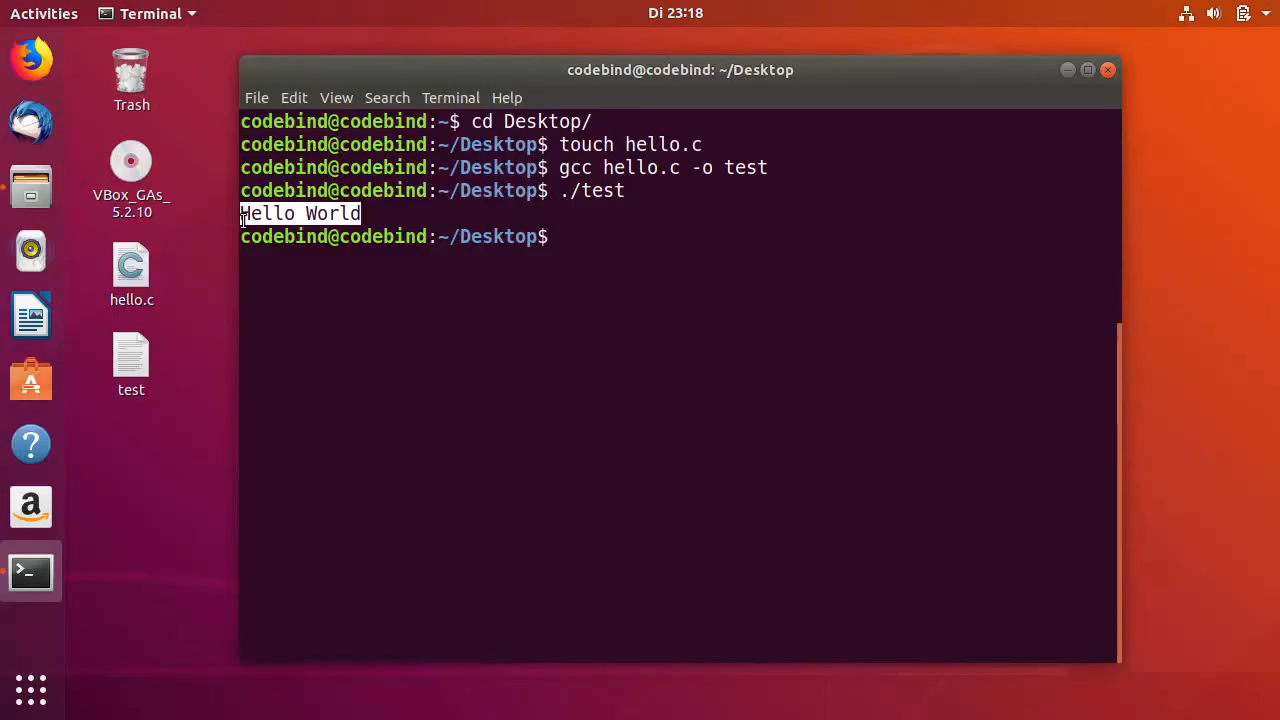 Activities Terminal Di 23:18
Trash
VBox_GAs_
5.2.10
hello.c
test
codebind@codebind: ~/Desktop
File Edit View Search Terminal Help
codebind@codebind:~$ cd Desktop/
codebind@codebind:~/Desktop$ touch hello.c
codebind@codebind:~/Desktop$ gcc hello.c -o test
codebind@codebind:~/Desktop$ ./test
Hello World
codebind@codebind:~/Desktop$